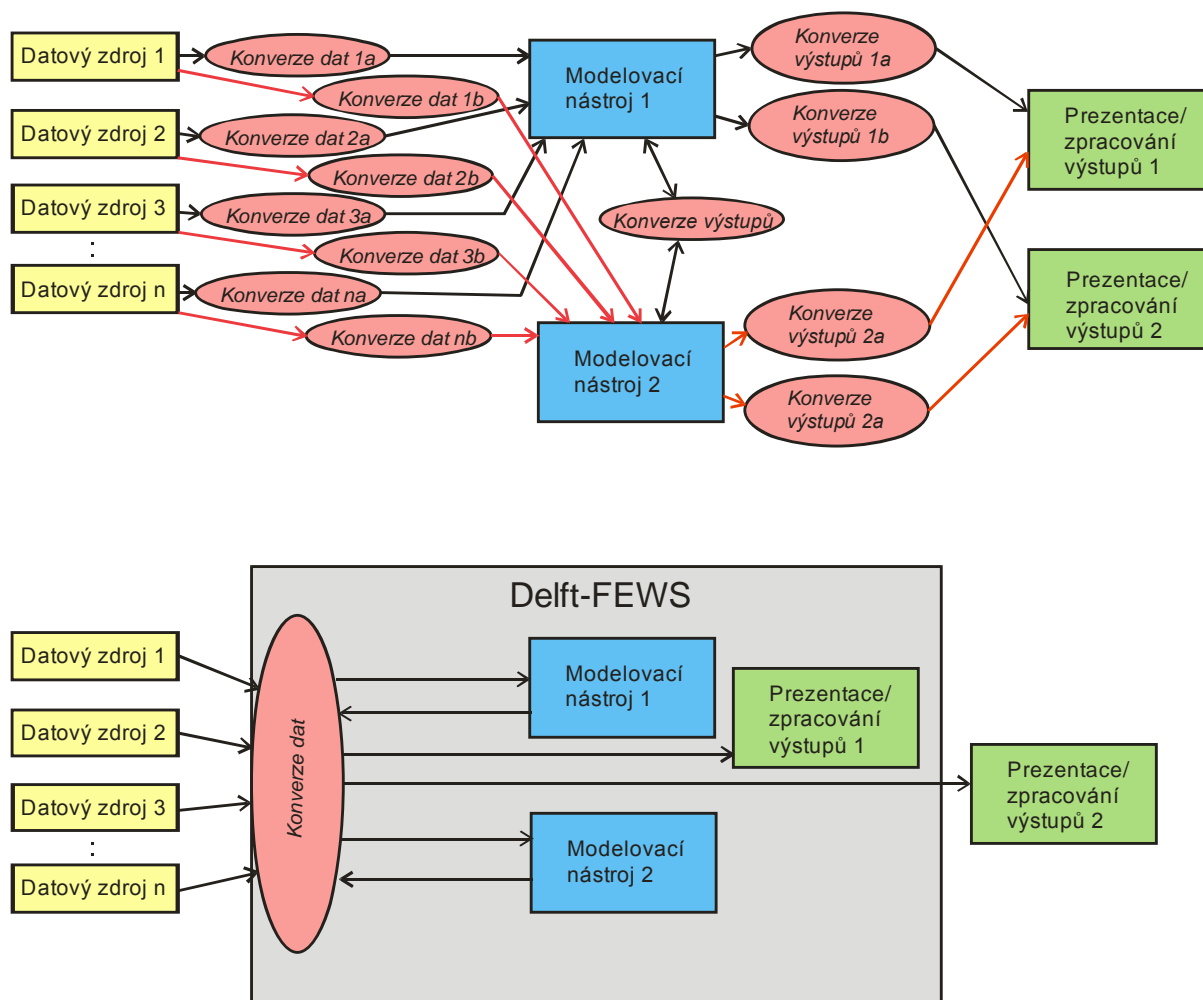 Datový zdroj 1
Datový zdroj 2
Datový zdroj 3
:
Datový zdroj n
Konverze dat 1a
Konverze dat 1b
Konverze dat 2a
Konverze dat 2b
Konverze dat 3a
Konverze dat 3b
Konverze dat na
Konverze dat nb
Modelovací
nástroj 1
Konverze výstupů
Modelovací
nástroj 2
Konverze
výstupů 1a
Konverze
výstupů 1b
Konverze
výstupů 2a
Konverze
výstupů 2a
Prezentace/
zpracování
výstupů 1
Prezentace/
zpracování
výstupů 2
Delft-FEWS
Datový zdroj 1
Datový zdroj 2
Datový zdroj 3
:
Datový zdroj n
Konverze dat
Modelovací
nástroj 1
Modelovací
nástroj 2
Prezentace/
zpracování
výstupů 1
Prezentace/
zpracování
výstupů 2